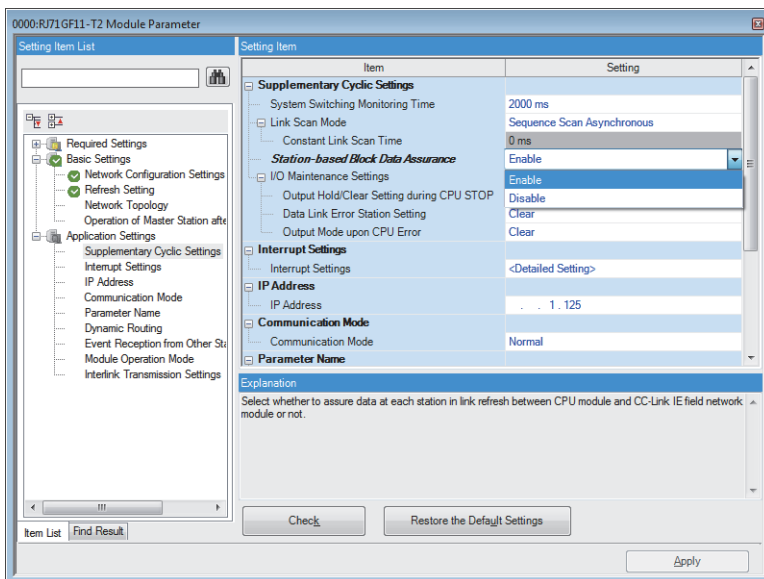 0000:RJ71GF11-T2 Module Parameter
Setting Item List
Required Settings
Basic Settings
Network Configuration Settings
Refresh Setting
Network Topology
Operation of Master Station afte
Application Settings
Supplementary Cyclic Settings
Interrupt Settings
IP Address
Communication Mode
Parameter Name
Dynamic Routing
Event Reception from Other Sta
Module Operation Mode
Interlink Transmission Settings
Item List
Find Result
Setting Item
Item Setting
Supplementary Cyclic Settings
System Switching Monitoring Time 2000 ms
Link Scan Mode Sequence Scan Asynchronous
Constant Link Scan Time 0 ms
Station-based Block Data Assurance Enable
Enable
Disable
I/O Maintenance Settings
Output Hold/Clear Setting during CPU STOP
Data Link Error Station Setting Clear
Output Mode upon CPU Error Clear
Interrupt Settings
Interrupt Settings <Detailed Setting>
IP Address
IP Address . . 1 . 125
Communication Mode
Communication Mode Normal
Parameter Name
Explanation
Select whether to assure data at each station in link refresh between CPU module and CC-Link IE field network
module or not.
Check
Restore the Default Settings
Apply